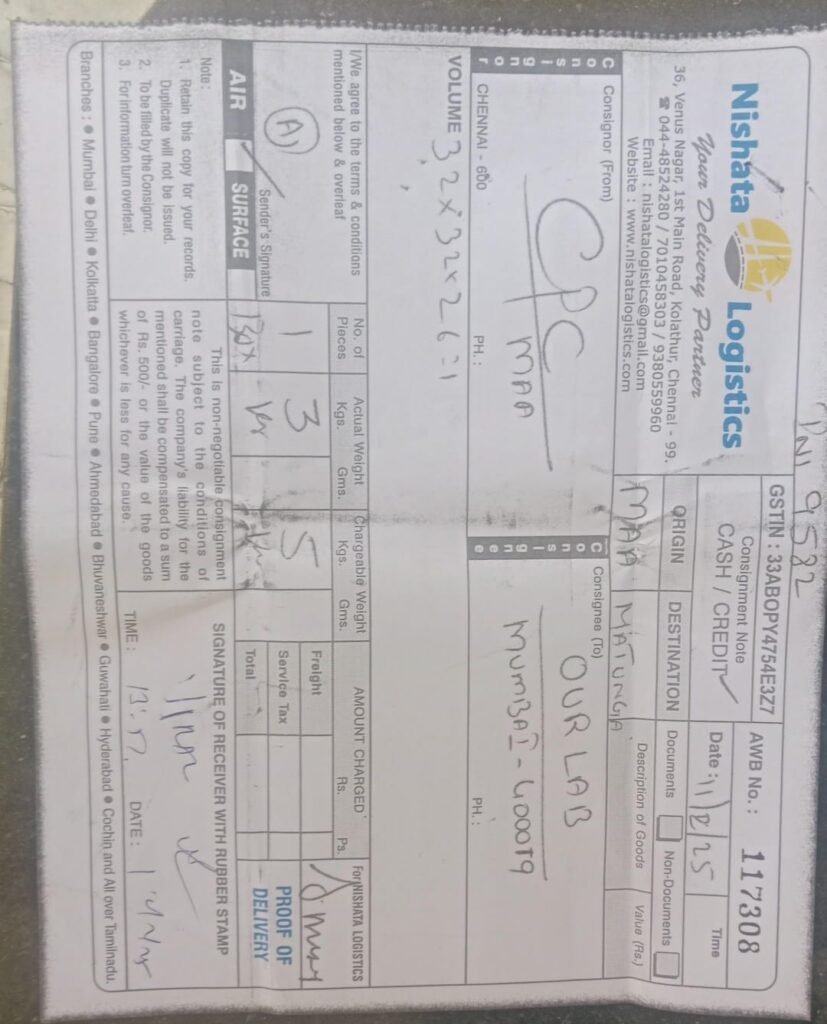 PNI 9532
Nishata Logistics
Your Delivery Partner
36, Venus Nagar, 1st Main Road, Kolathur, Chennai - 99.
☎ 044-48524280 / 7010458303 / 9380559960
Email : nishatalogistics@gmail.com
Website : www.nishatalogistics.com
GSTIN : 33ABOPY4754E3Z7
Consignment Note
CASH / CREDIT ✓
AWB No. : 117308
Date : 11/8/25
Time
ORIGIN
MAA
DESTINATION
MATUNGA
Documents
Non-Documents
Description of Goods
Value (Rs.)
Consignor
Consignor (From)
CPC
MAA
CHENNAI - 600
PH. :
Consignee
Consignee (To)
OUR LAB
MUMBAI - 400019
PH. :
VOLUME 32x32x26=1
I/We agree to the terms & conditions
mentioned below & overleaf
A)
Sender's Signature
AIR
SURFACE
No. of Pieces
1
Box
Actual Weight
Kgs. Gms.
3
Chargeable Weight
Kgs. Gms.
5
AMOUNT CHARGED
Rs. Ps.
Freight
Service Tax
Total
For NISHATA LOGISTICS
PROOF OF
DELIVERY
Note :
1. Retain this copy for your records.
Duplicate will not be issued.
2. To be filled by the Consignor.
3. For information turn overleaf.
This is non-negotiable consignment
note subject to the conditions of
carriage. The company's liability for the
mentioned shall be compensated to a sum
of Rs. 500/- or the value of the goods
whichever is less for any cause.
SIGNATURE OF RECEIVER WITH RUBBER STAMP
TIME :
DATE :
Branches : ● Mumbai ● Delhi ● Kolkatta ● Bangalore ● Pune ● Ahmedabad ● Bhuvaneshwar ● Guwahati ● Hyderabad ● Cochin and All over Tamilnadu.